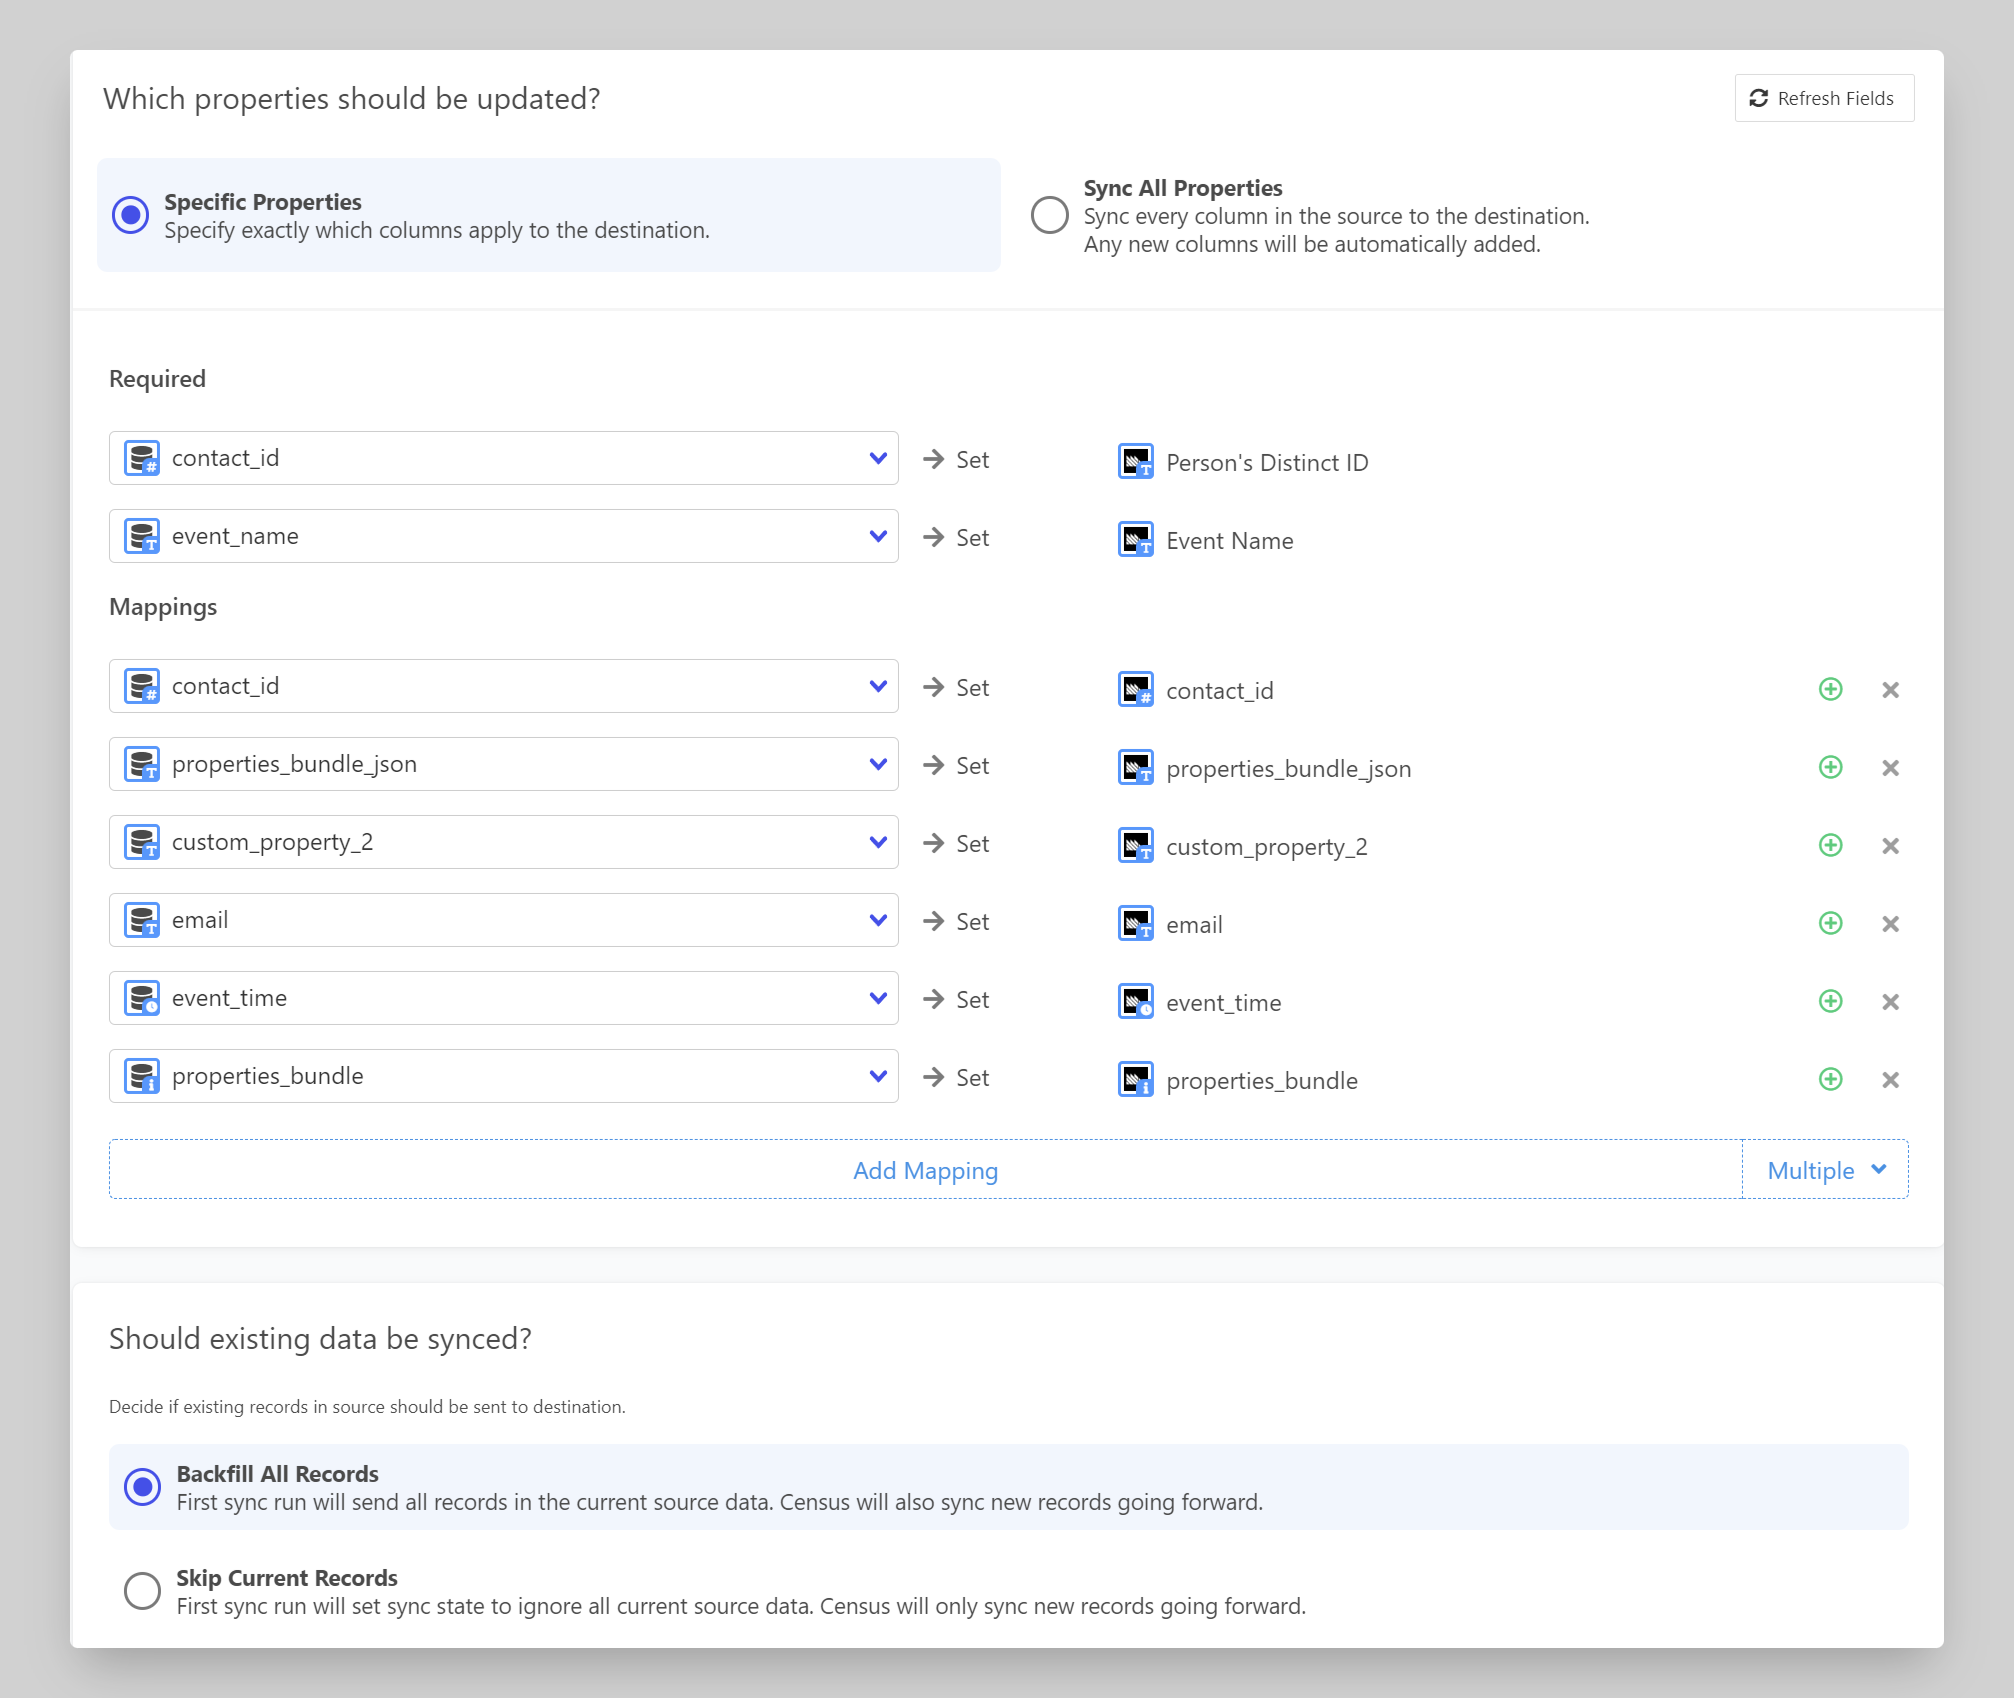 Which properties should be updated?
Refresh Fields
Specific Properties
Specify exactly which columns apply to the destination.
Sync All Properties
Sync every column in the source to the destination.
Any new columns will be automatically added.
Required
contact_id → Set Person's Distinct ID
event_name → Set Event Name
Mappings
contact_id → Set contact_id
properties_bundle_json → Set properties_bundle_json
custom_property_2 → Set custom_property_2
email → Set email
event_time → Set event_time
properties_bundle → Set properties_bundle
Add Mapping
Multiple
Should existing data be synced?
Decide if existing records in source should be sent to destination.
Backfill All Records
First sync run will send all records in the current source data. Census will also sync new records going forward.
Skip Current Records
First sync run will set sync state to ignore all current source data. Census will only sync new records going forward.